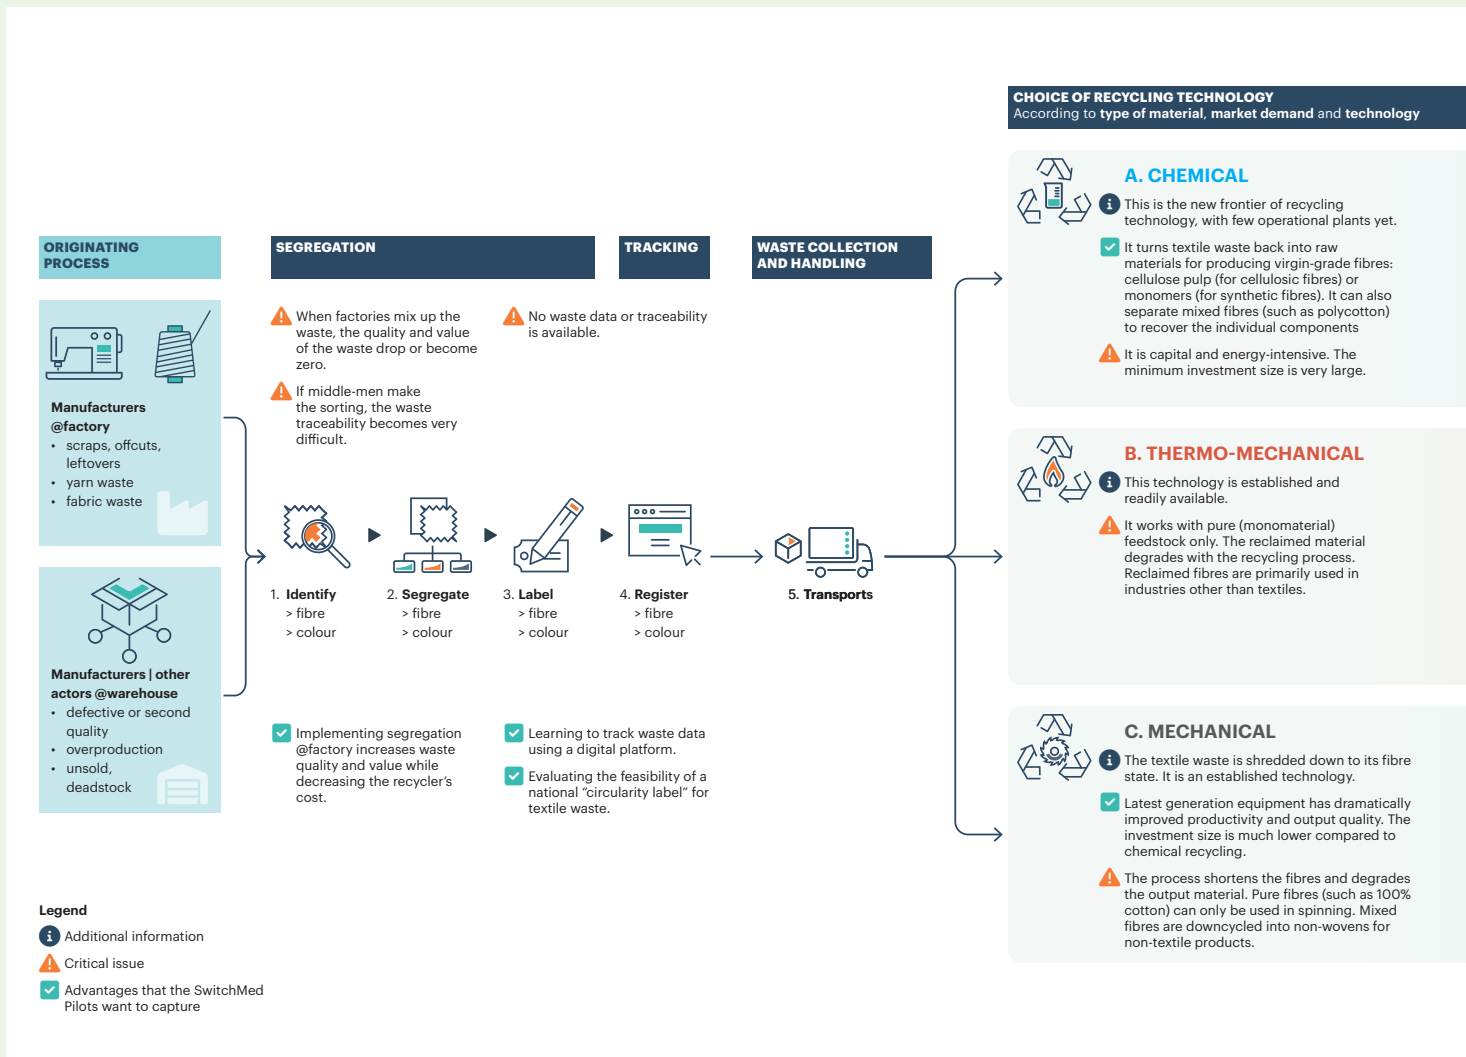 CHOICE OF RECYCLING TECHNOLOGY
According to type of material, market demand and technology
ORIGINATING
PROCESS
SEGREGATION
TRACKING
WASTE COLLECTION
AND HANDLING
Manufacturers
@factory
• scraps, offcuts,
leftovers
• yarn waste
• fabric waste
Manufacturers | other
actors @warehouse
• defective or second
quality
• overproduction
• unsold,
deadstock
When factories mix up the
waste, the quality and value
of the waste drop or become
zero.
If middle-men make
the sorting, the waste
traceability becomes very
difficult.
No waste data or traceability
is available.
1. Identify
> fibre
> colour
2. Segregate
> fibre
> colour
3. Label
> fibre
> colour
4. Register
> fibre
> colour
5. Transports
Implementing segregation
@factory increases waste
quality and value while
decreasing the recycler's
cost.
Learning to track waste data
using a digital platform.
Evaluating the feasibility of a
national “circularity label” for
textile waste.
A. CHEMICAL
This is the new frontier of recycling
technology, with few operational plants yet.
It turns textile waste back into raw
materials for producing virgin-grade fibres:
cellulose pulp (for cellulosic fibres) or
monomers (for synthetic fibres). It can also
separate mixed fibres (such as polycotton)
to recover the individual components
It is capital and energy-intensive. The
minimum investment size is very large.
B. THERMO-MECHANICAL
This technology is established and
readily available.
It works with pure (monomaterial)
feedstock only. The reclaimed material
degrades with the recycling process.
Reclaimed fibres are primarily used in
industries other than textiles.
C. MECHANICAL
The textile waste is shredded down to its fibre
state. It is an established technology.
Latest generation equipment has dramatically
improved productivity and output quality. The
investment size is much lower compared to
chemical recycling.
The process shortens the fibres and degrades
the output material. Pure fibres (such as 100%
cotton) can only be used in spinning. Mixed
fibres are downcycled into non-wovens for
non-textile products.
Legend
Additional information
Critical issue
Advantages that the SwitchMed
Pilots want to capture